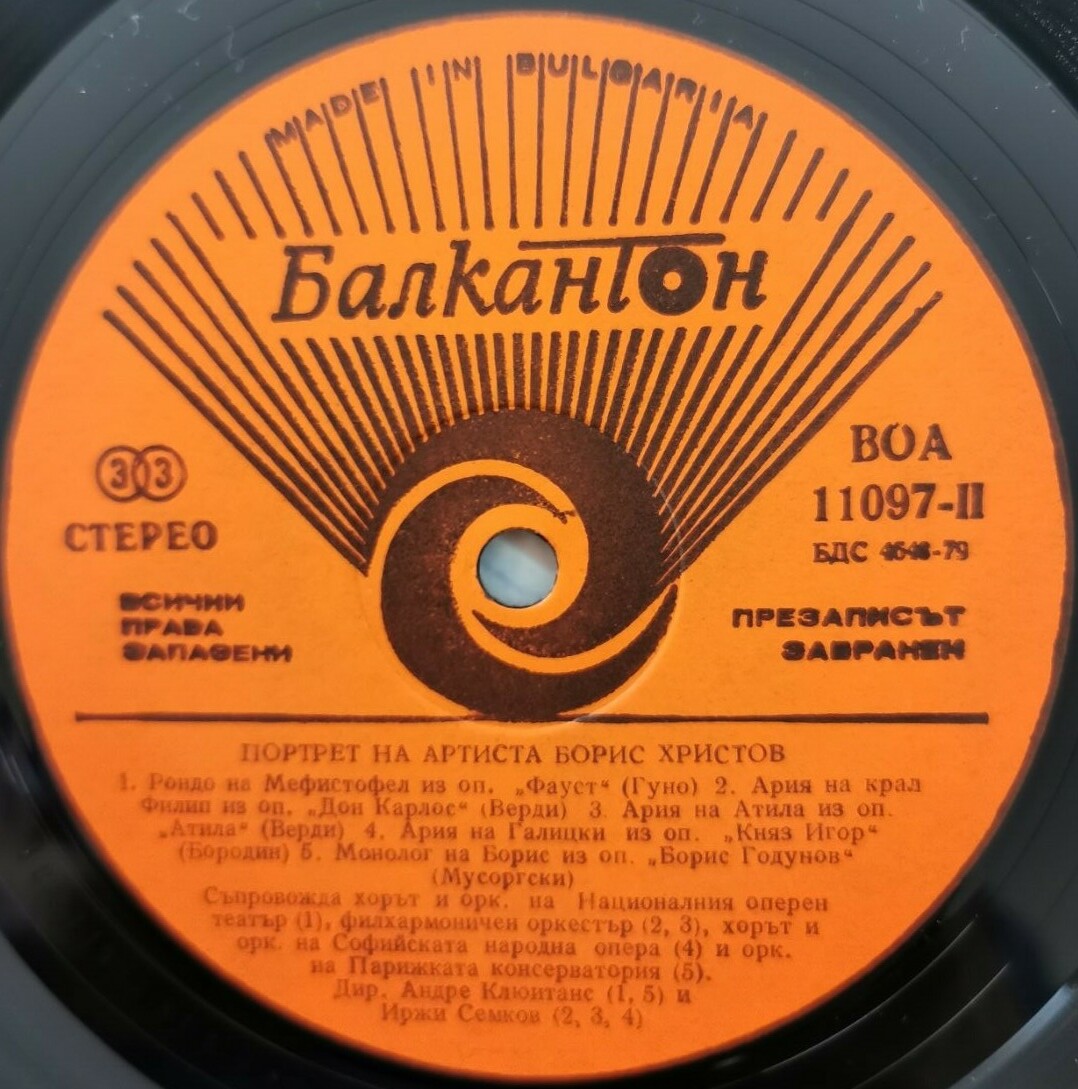 MADE IN BULGARIA
Балкантон
33
СТЕРЕО
ВСИЧКИ
ПРАВА
ЗАПАЗЕНИ
ВОА
11097-II
БДС 4546-79
ПРЕЗАПИСЪТ
ЗАБРАНЕН
ПОРТРЕТ НА АРТИСТА БОРИС ХРИСТОВ
1. Рондо на Мефистофел из оп. „Фауст“ (Гуно) 2. Ария на крал
Филип из оп. „Дон Карлос“ (Верди) 3. Ария на Атила из оп.
„Атила“ (Верди) 4. Ария на Галицки из оп. „Княз Игор“
(Бородин) 5. Монолог на Борис из оп. „Борис Годунов“
(Мусоргски)
Съпровожда хорът и орк. на Националния оперен
театър (1), филхармоничен оркестър (2, 3), хорът и
орк. на Софийската народна опера (4) и орк.
на Парижката консерватория (5).
Дир. Андре Клюитанс (1, 5) и
Иржи Семков (2, 3, 4)